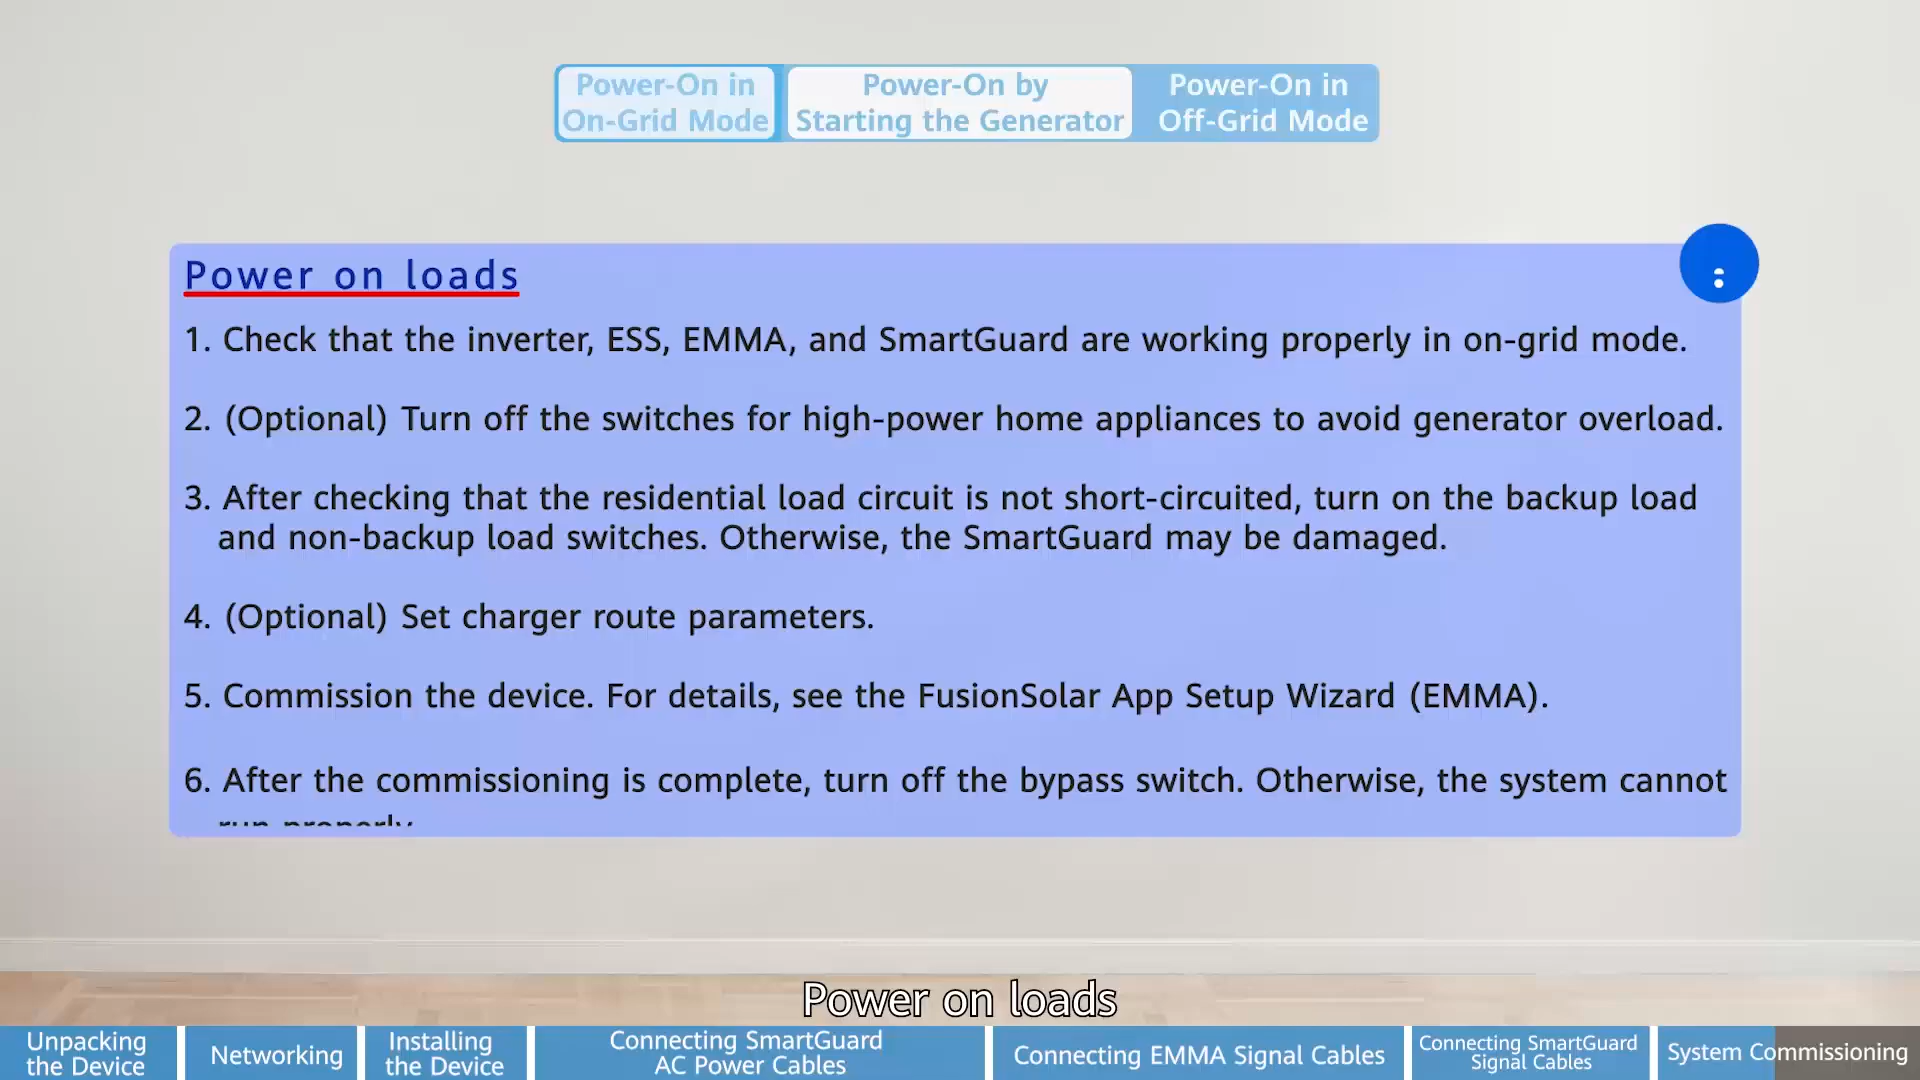 Power-On in
On-Grid Mode
Power-On by
Starting the Generator
Power-On in
Off-Grid Mode
Power on loads
1. Check that the inverter, ESS, EMMA, and SmartGuard are working properly in on-grid mode.
2. (Optional) Turn off the switches for high-power home appliances to avoid generator overload.
3. After checking that the residential load circuit is not short-circuited, turn on the backup load
and non-backup load switches. Otherwise, the SmartGuard may be damaged.
4. (Optional) Set charger route parameters.
5. Commission the device. For details, see the FusionSolar App Setup Wizard (EMMA).
6. After the commissioning is complete, turn off the bypass switch. Otherwise, the system cannot
run properly.
Power on loads
Unpacking
the Device
Networking
Installing
the Device
Connecting SmartGuard
AC Power Cables
Connecting EMMA Signal Cables
Connecting SmartGuard
Signal Cables
System Commissioning